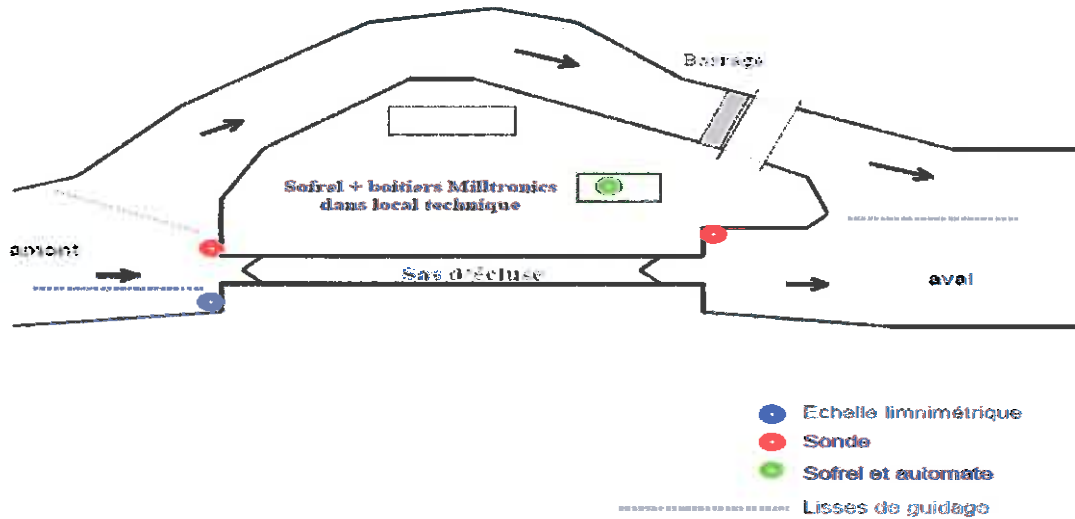 Barrage
Sofrel + boitiers Milltronics
dans local technique
amont
Sas d'écluse
aval
Echelle limnimétrique
Sonde
Sofrel et automate
Lisses de guidage